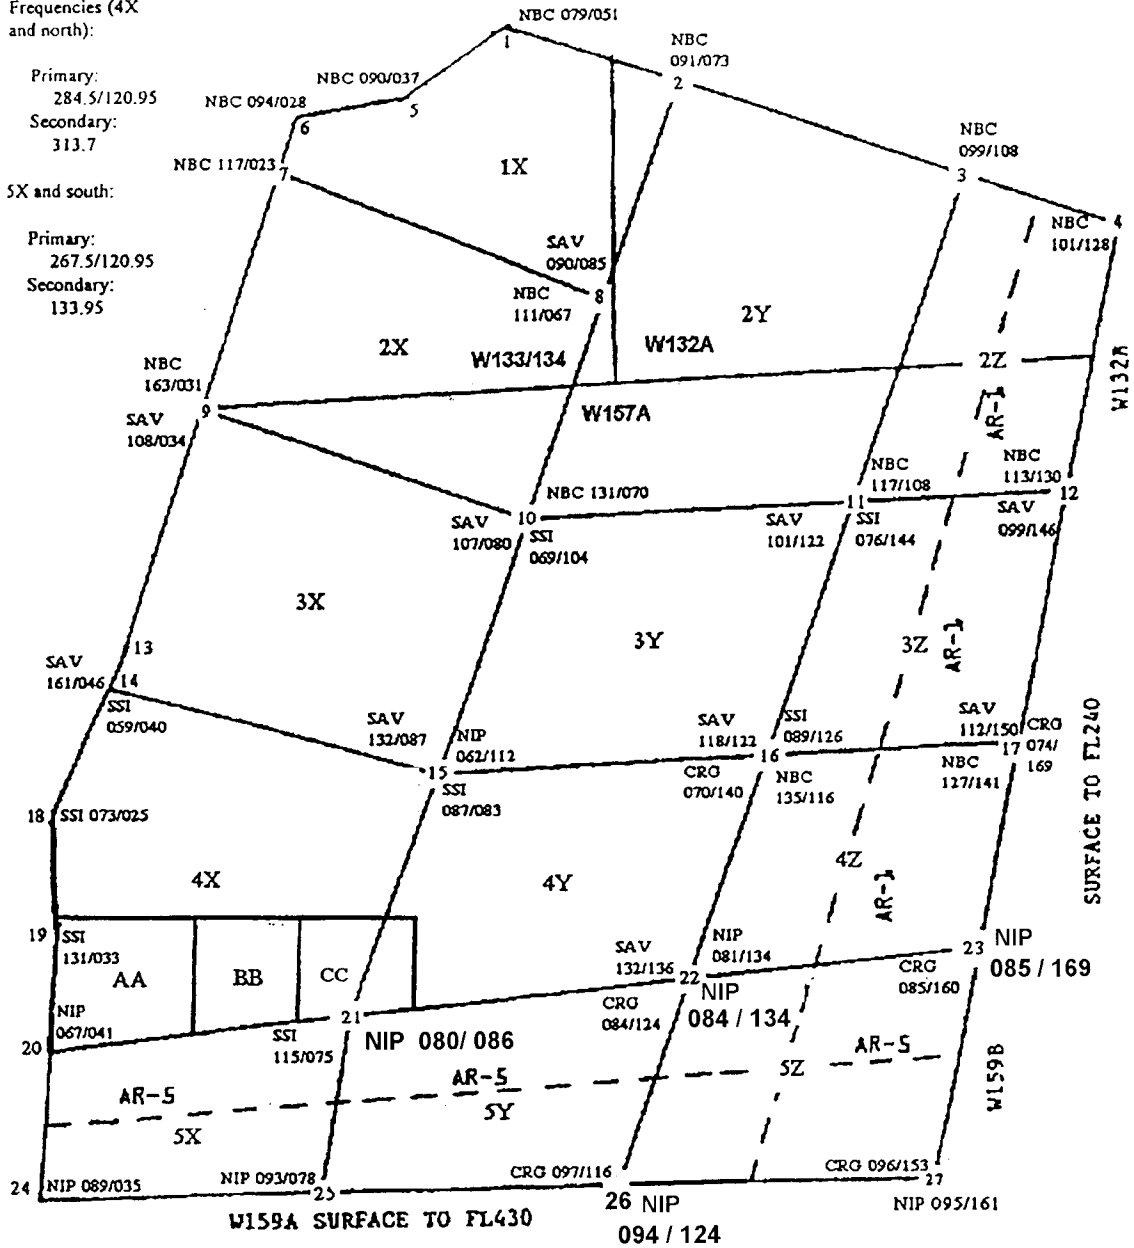 Frequencies (4X
and north):
Primary:
284.5/120.95
Secondary:
313.7
5X and south:
Primary:
267.5/120.95
Secondary:
133.95
NBC 079/051
1
NBC
091/073
2
NBC 090/037
5
NBC 094/028
6
NBC 117/023
7
NBC
099/108
3
NBC
101/128
4
1X
SAV
090/085
NBC
111/067
8
2X
2Y
2Z
W133/134
W132A
W157A
W132A
AR-1
NBC
163/031
9
SAV
108/034
NBC 131/070
10
SAV
107/080
SSI
069/104
NBC
117/108
11
SAV
101/122
SSI
076/144
NBC
113/130
12
SAV
099/146
3X
3Y
3Z
AR-1
13
SAV
161/046
14
SSI
059/040
SAV
132/087
NIP
062/112
15
SSI
087/083
SAV
118/122
SSI
089/126
16
CRG
070/140
NBC
135/116
SAV
112/150
17
CRG
074/
169
NBC
127/141
SURFACE TO FL240
18
SSI 073/025
4X
4Y
4Z
AR-1
19
SSI
131/033
AA
BB
CC
NIP
067/041
20
SSI
115/075
21
NIP 080/ 086
SAV
132/136
NIP
081/134
22
CRG
084/124
NIP
084 / 134
23
NIP
085 / 169
CRG
085/160
AR-5
AR-5
AR-5
5X
5Y
5Z
W159B
24
NIP 089/035
NIP 093/078
25
CRG 097/116
26
NIP
094 / 124
CRG 096/153
27
NIP 095/161
W159A SURFACE TO FL430